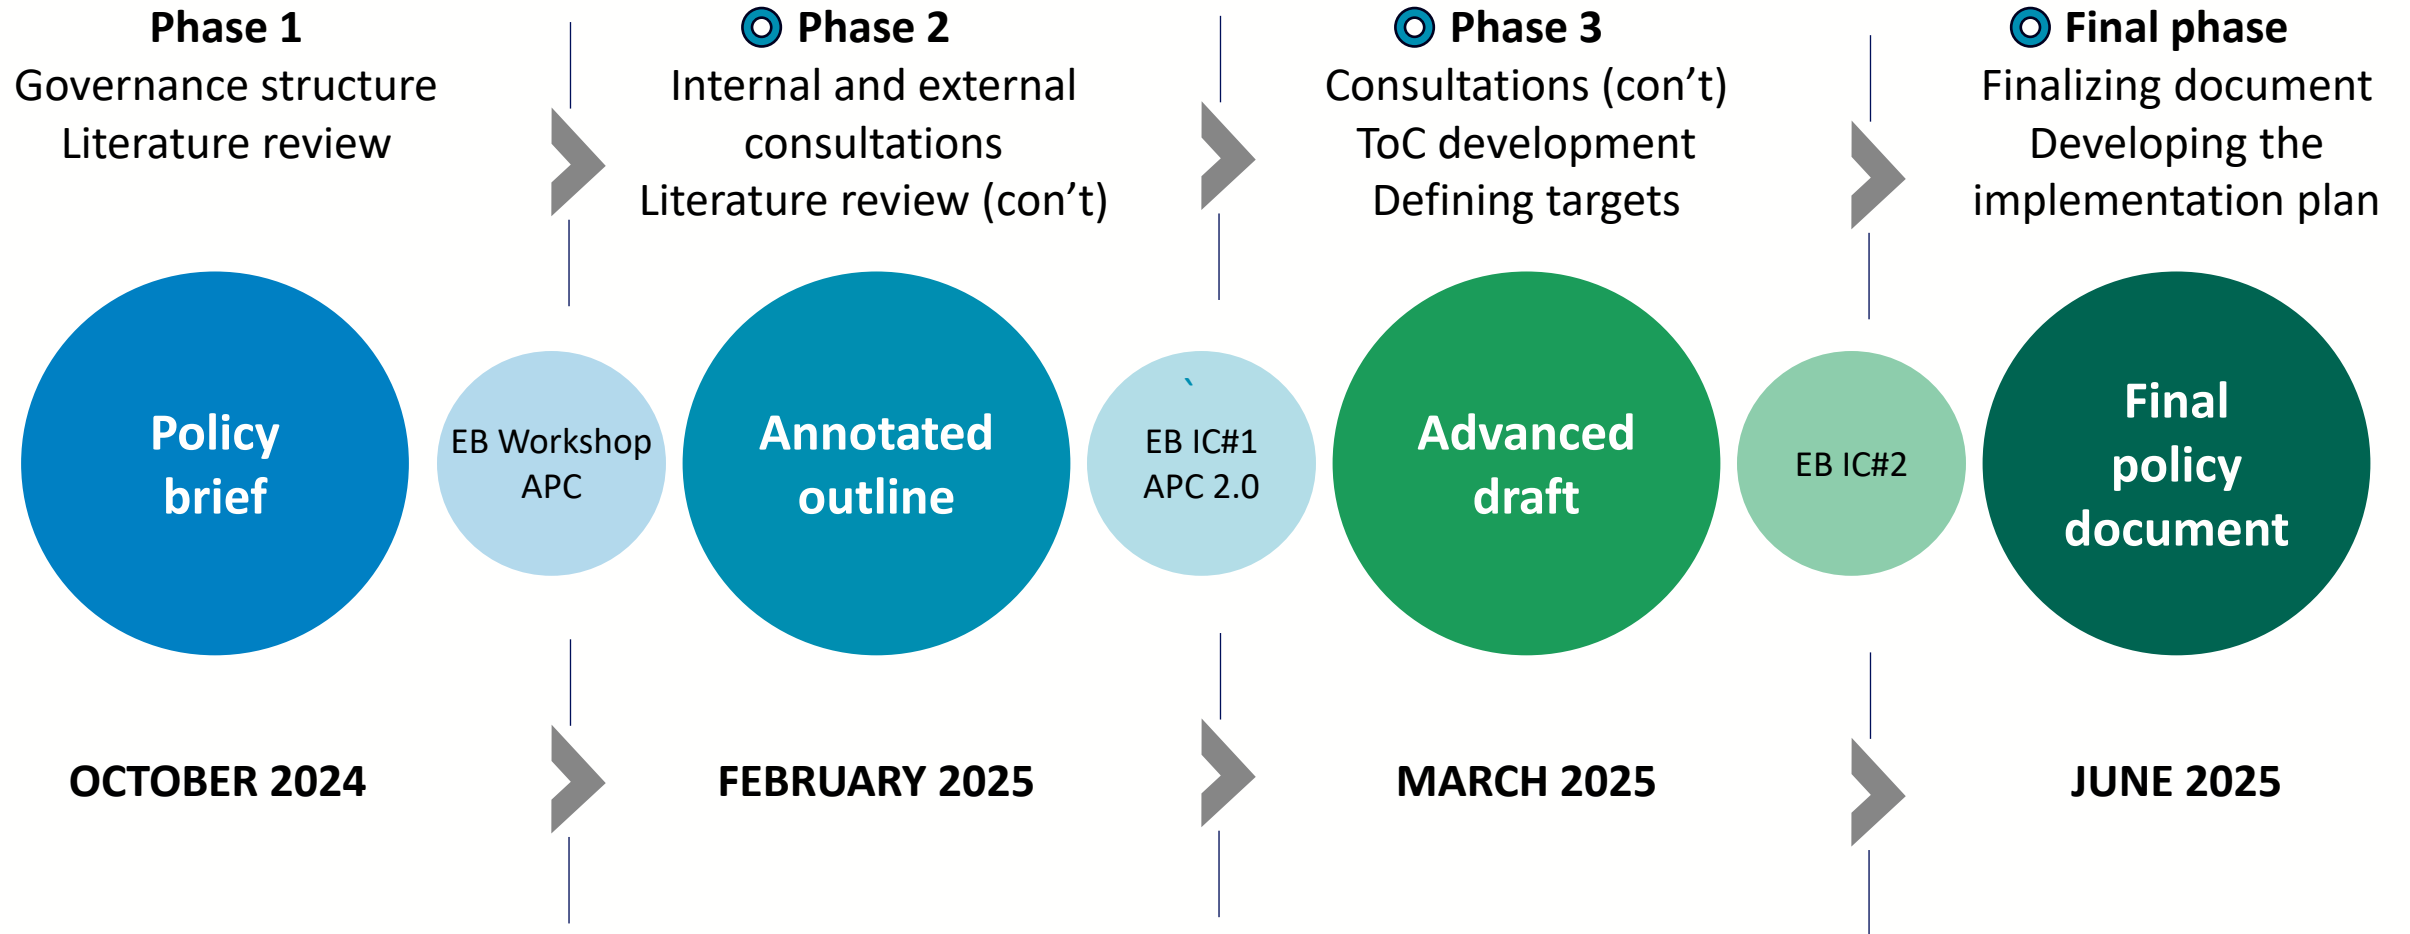 Phase 1
Governance structure
Literature review
Phase 2
Internal and external
consultations
Literature review (con’t)
Phase 3
Consultations (con’t)
ToC development
Defining targets
Final phase
Finalizing document
Developing the
implementation plan
Policy
brief
EB Workshop
APC
Annotated
outline
`
EB IC#1
APC 2.0
Advanced
draft
EB IC#2
Final
policy
document
OCTOBER 2024
FEBRUARY 2025
MARCH 2025
JUNE 2025